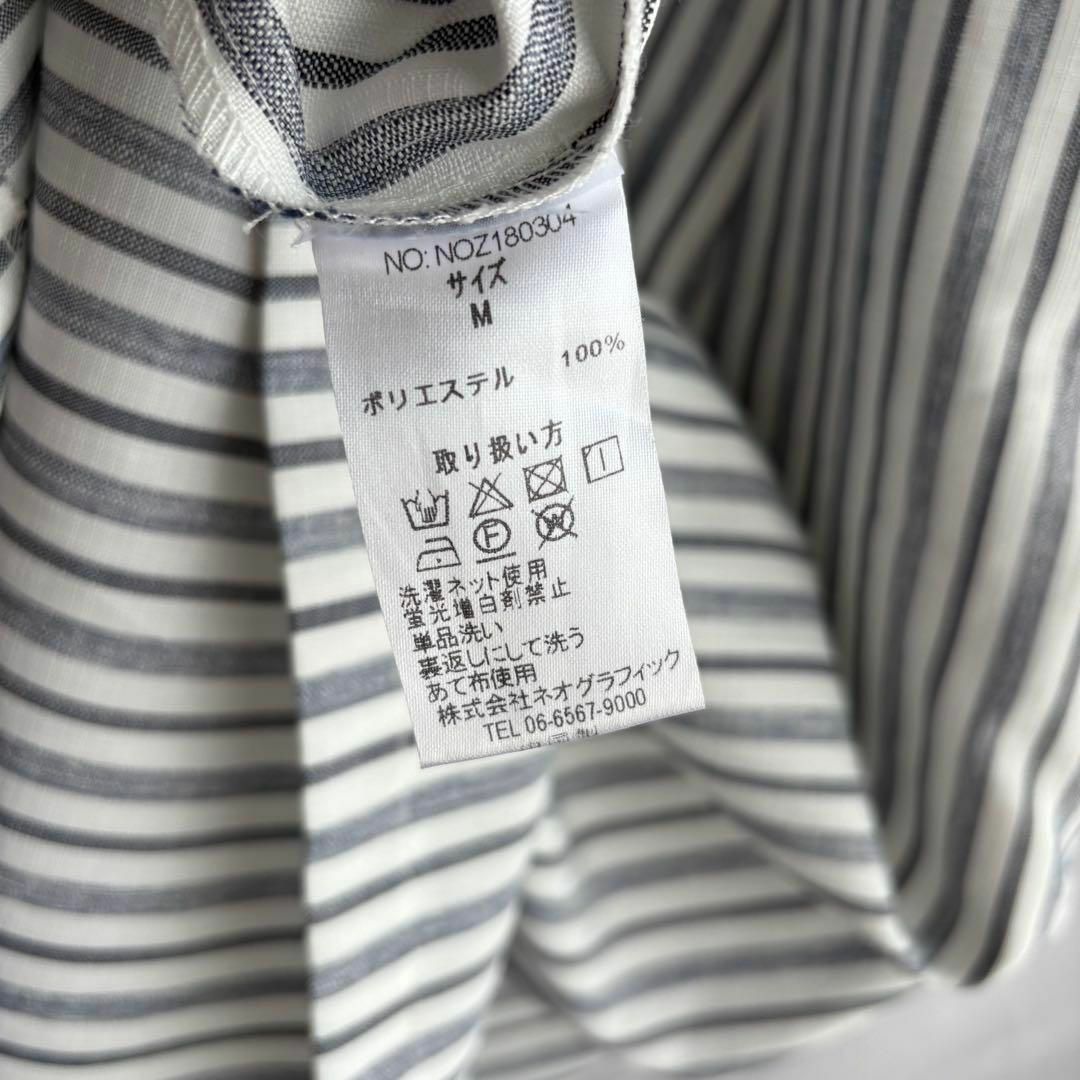 NO: NOZ180304
サイズ
M
ポリエステル 100%
取り扱い方
F
W
洗濯ネット使用
蛍光増白剤禁止
単品洗い
裏返しにして洗う
あて布使用
株式会社ネオグラフィック
TEL 06-6567-9000